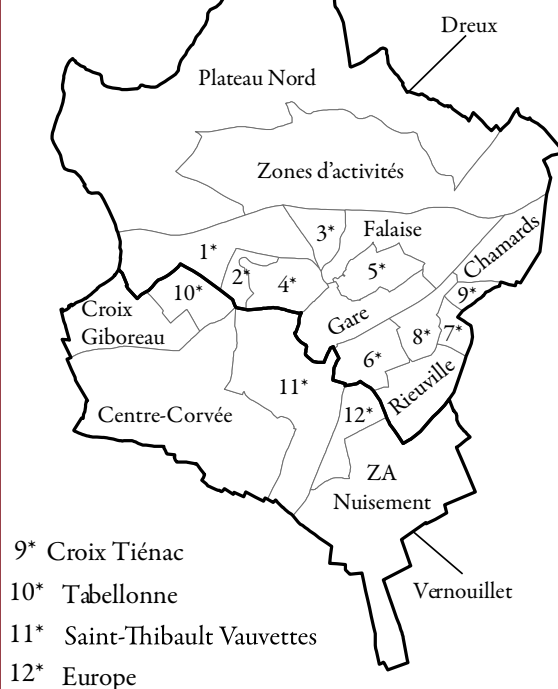 Dreux
Plateau Nord
Zones d'activités
3*
Falaise
1*
Chamards
2*
4*
5*
10*
9*
Croix
Giboreau
Gare
8*
7*
6*
11*
Rieuville
Centre-Corvée
12*
ZA
Nuisement
9* Croix Tiénac
10* Tabellonne
Vernouillet
11* Saint-Thibault Vauvettes
12* Europe